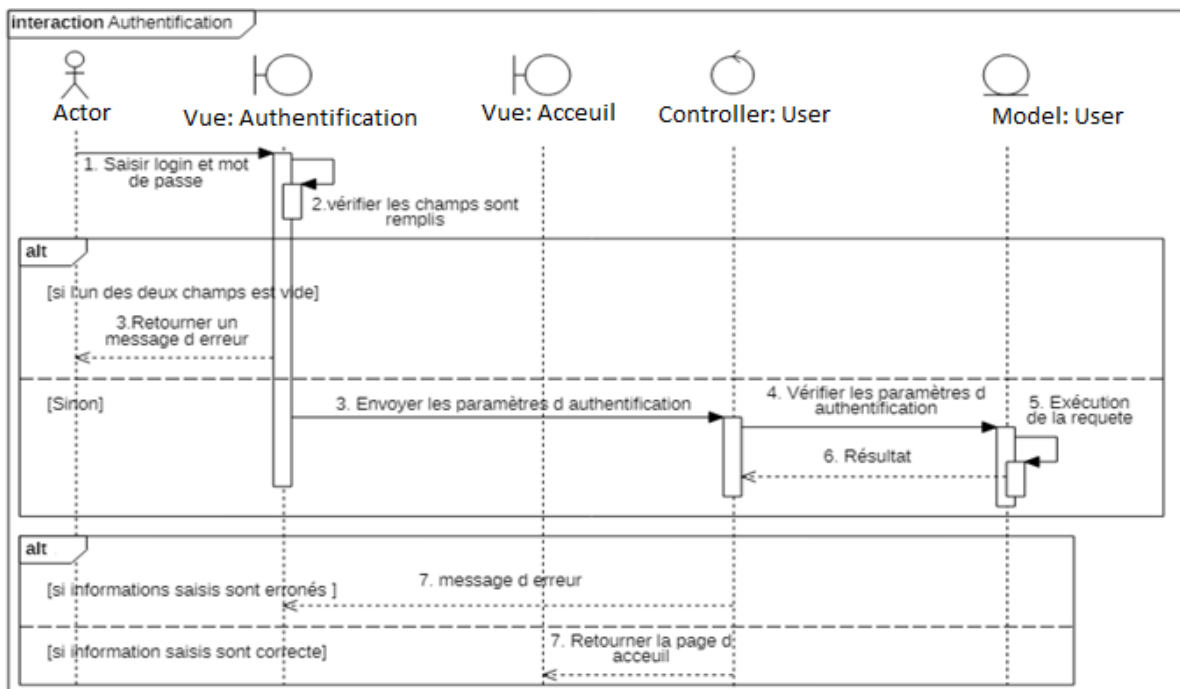 interaction Authentification
Actor
Vue: Authentification
Vue: Acceuil
Controller: User
Model: User
1. Saisir login et mot
de passe
2.vérifier les champs sont
remplis
alt
[si l'un des deux champs est vide]
3.Retourner un
message d erreur
[Sinon]
3. Envoyer les paramètres d authentification
4. Vérifier les paramètres d
authentification
5. Exécution
de la requete
6. Résultat
alt
[si informations saisis sont erronés ]
7. message d erreur
[si information saisis sont correcte]
7. Retourner la page d
acceuil